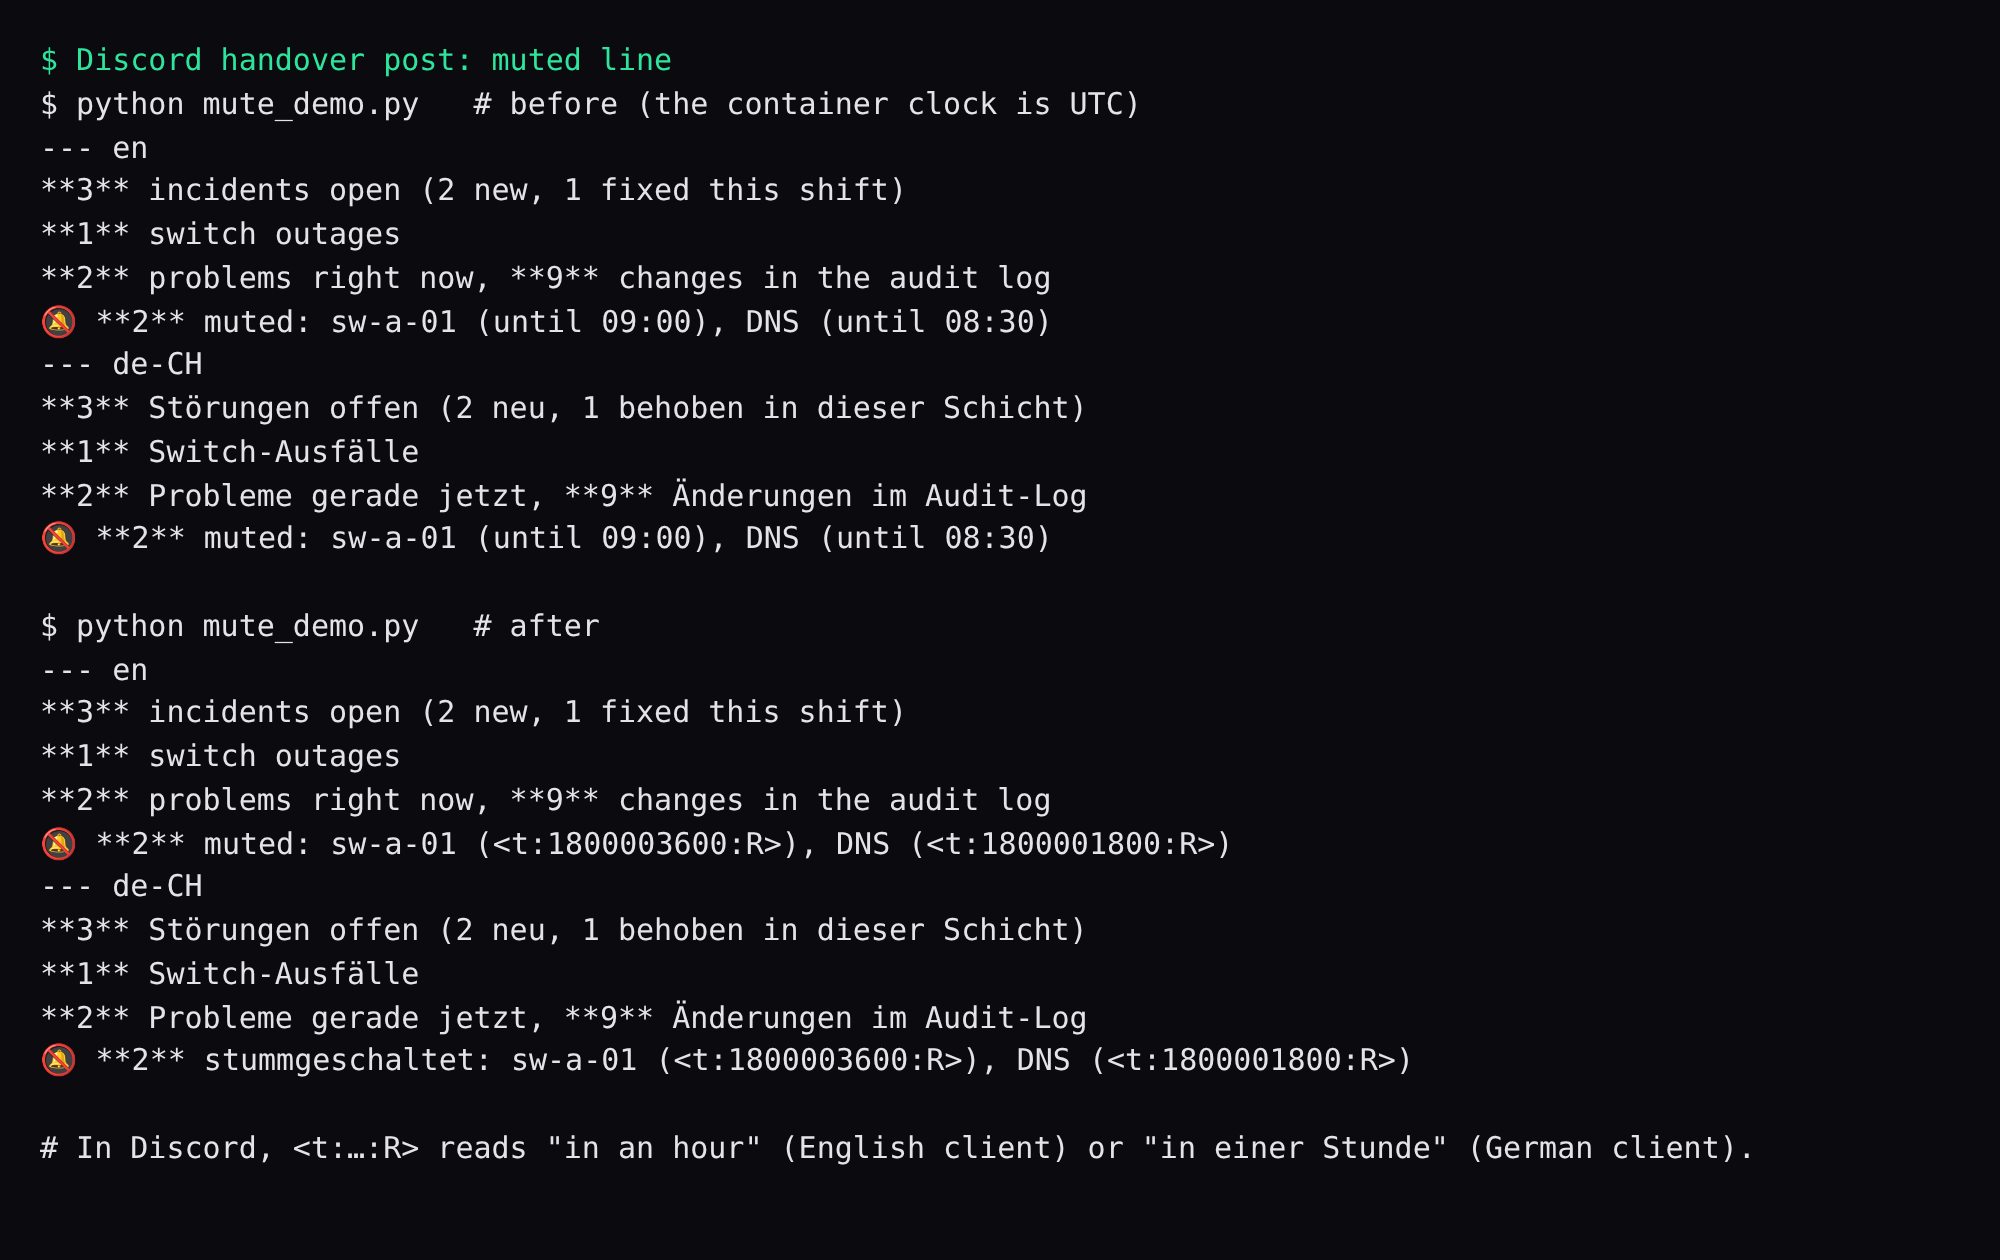 $ Discord handover post: muted line
$ python mute_demo.py   # before (the container clock is UTC)
--- en
**3** incidents open (2 new, 1 fixed this shift)
**1** switch outages
**2** problems right now, **9** changes in the audit log
🔕 **2** muted: sw-a-01 (until 09:00), DNS (until 08:30)
--- de-CH
**3** Störungen offen (2 neu, 1 behoben in dieser Schicht)
**1** Switch-Ausfälle
**2** Probleme gerade jetzt, **9** Änderungen im Audit-Log
🔕 **2** muted: sw-a-01 (until 09:00), DNS (until 08:30)

$ python mute_demo.py   # after
--- en
**3** incidents open (2 new, 1 fixed this shift)
**1** switch outages
**2** problems right now, **9** changes in the audit log
🔕 **2** muted: sw-a-01 (<t:1800003600:R>), DNS (<t:1800001800:R>)
--- de-CH
**3** Störungen offen (2 neu, 1 behoben in dieser Schicht)
**1** Switch-Ausfälle
**2** Probleme gerade jetzt, **9** Änderungen im Audit-Log
🔕 **2** stummgeschaltet: sw-a-01 (<t:1800003600:R>), DNS (<t:1800001800:R>)

# In Discord, <t:…:R> reads "in an hour" (English client) or "in einer Stunde" (German client).